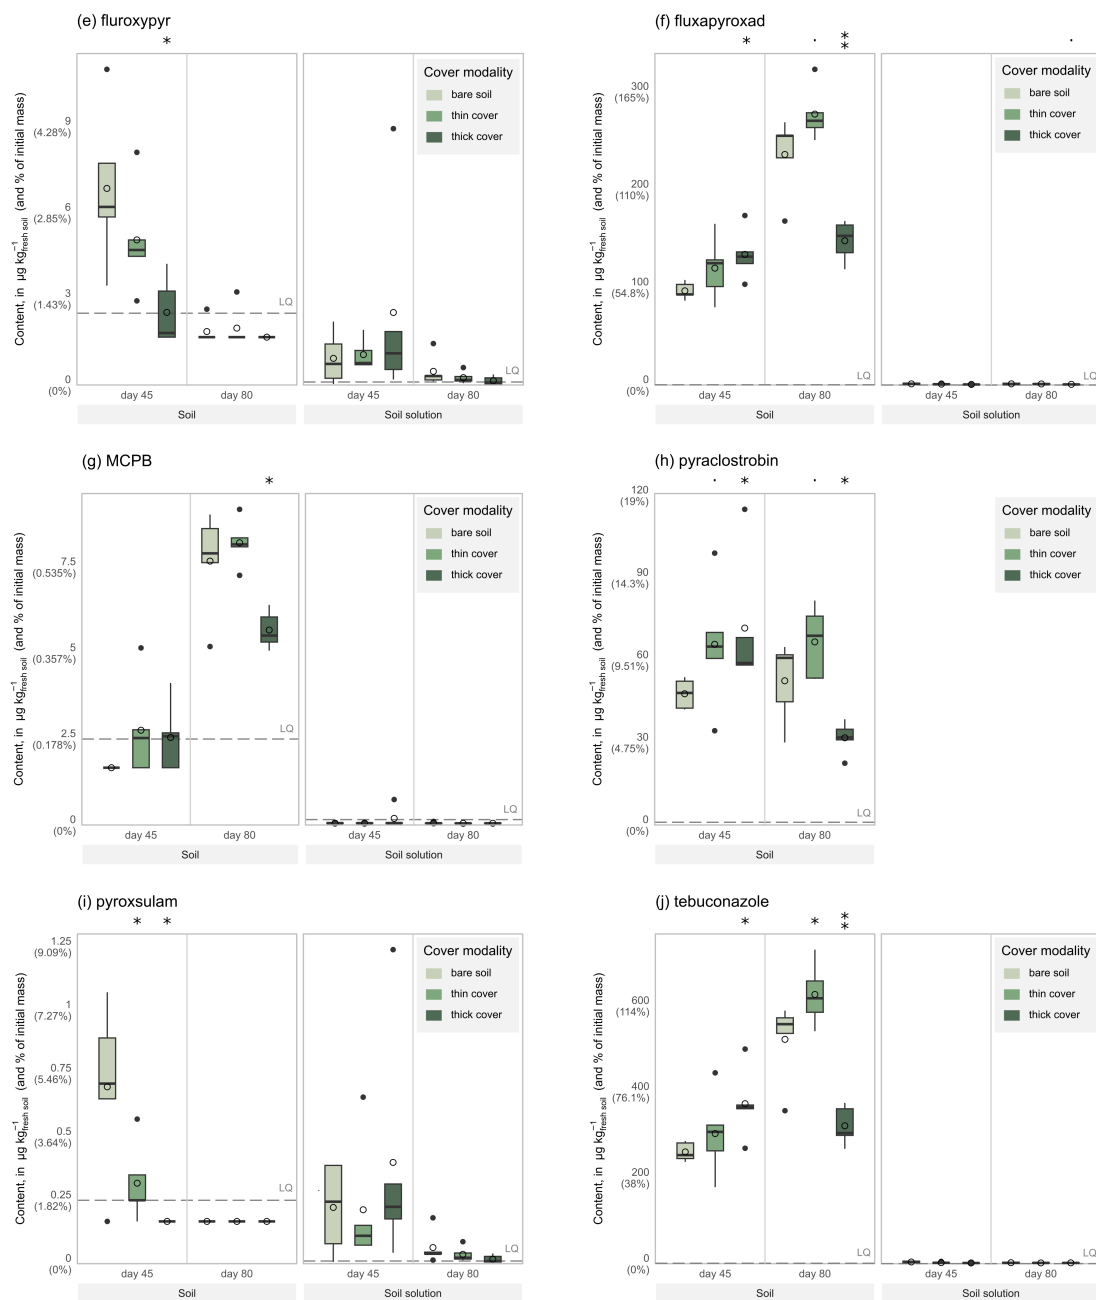 (e) fluroxypyr
*
Content, in µg kg−1 fresh soil (and % of initial mass)
9
(4.28%)
6
(2.85%)
3
(1.43%)
0
(0%)
LQ
LQ
Cover modality
bare soil
thin cover
thick cover
day 45
day 80
day 45
day 80
Soil
Soil solution
(f) fluxapyroxad
* . ** .
Content, in µg kg−1 fresh soil (and % of initial mass)
300
(165%)
200
(110%)
100
(54.8%)
0
(0%)
LQ
LQ
Cover modality
bare soil
thin cover
thick cover
day 45
day 80
day 45
day 80
Soil
Soil solution
(g) MCPB
*
Content, in µg kg−1 fresh soil (and % of initial mass)
7.5
(0.535%)
5
(0.357%)
2.5
(0.178%)
0
(0%)
LQ
LQ
Cover modality
bare soil
thin cover
thick cover
day 45
day 80
day 45
day 80
Soil
Soil solution
(h) pyraclostrobin
. * . *
Content, in µg kg−1 fresh soil (and % of initial mass)
120
(19%)
90
(14.3%)
60
(9.51%)
30
(4.75%)
0
(0%)
LQ
Cover modality
bare soil
thin cover
thick cover
day 45
day 80
Soil
(i) pyroxsulam
* *
Content, in µg kg−1 fresh soil (and % of initial mass)
1.25
(9.09%)
1
(7.27%)
0.75
(5.46%)
0.5
(3.64%)
0.25
(1.82%)
0
(0%)
LQ
LQ
Cover modality
bare soil
thin cover
thick cover
day 45
day 80
day 45
day 80
Soil
Soil solution
(j) tebuconazole
* * **
Content, in µg kg−1 fresh soil (and % of initial mass)
600
(114%)
400
(76.1%)
200
(38%)
0
(0%)
LQ
LQ
Cover modality
bare soil
thin cover
thick cover
day 45
day 80
day 45
day 80
Soil
Soil solution